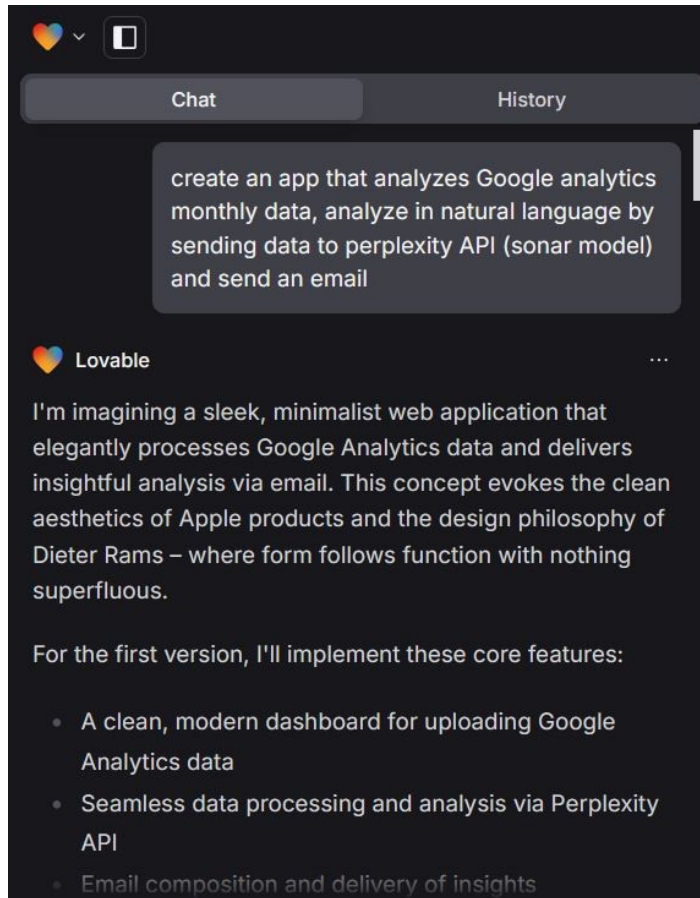 Chat
History
create an app that analyzes Google analytics
monthly data, analyze in natural language by
sending data to perplexity API (sonar model)
and send an email
Lovable
...
I'm imagining a sleek, minimalist web application that
elegantly processes Google Analytics data and delivers
insightful analysis via email. This concept evokes the clean
aesthetics of Apple products and the design philosophy of
Dieter Rams – where form follows function with nothing
superfluous.
For the first version, I'll implement these core features:
• A clean, modern dashboard for uploading Google
Analytics data
• Seamless data processing and analysis via Perplexity
API
• Email composition and delivery of insights